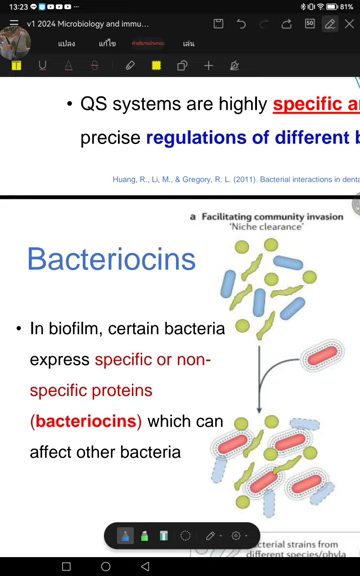 13:23
81%
v1 2024 Microbiology and immu...
50
แปลง
แก้ไข
เล่น
T U A S
• QS systems are highly specific a
precise regulations of different b
Huang, R., Li, M., & Gregory, R. L. (2011). Bacterial interactions in denta
a Facilitating community invasion
"Niche clearance"
Bacteriocins
• In biofilm, certain bacteria
express specific or non-
specific proteins
(bacteriocins) which can
affect other bacteria
cterial strains from
different species/phyla